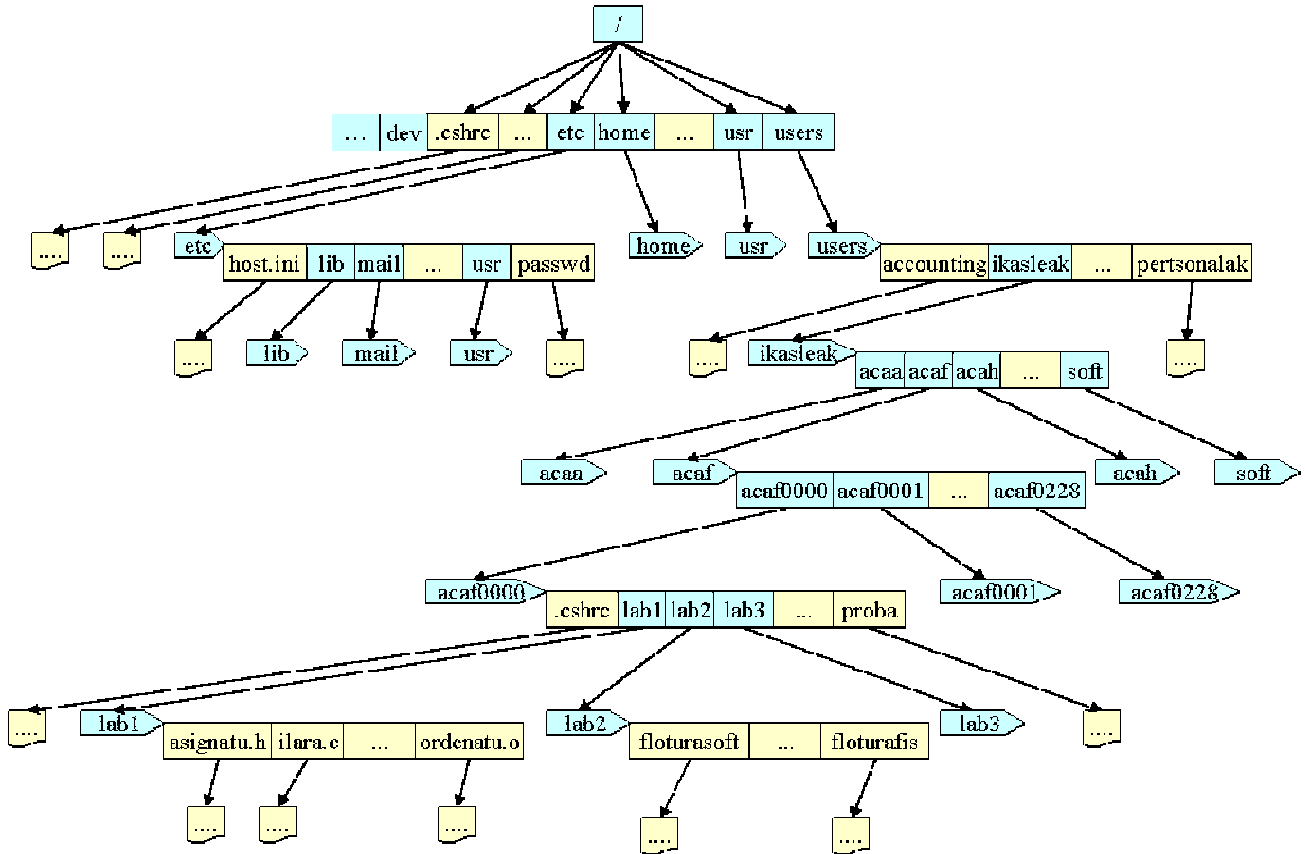 /
... dev .cshrc ... etc home ... usr users
.... .... etc home usr users
host.ini lib mail ... usr passwd accounting ikasleak ... pertsonalak
.... lib mail usr .... .... ikasleak ....
acaa acaf acah ... soft
acaa acaf acah soft
acaf0000 acaf0001 ... acaf0228
acaf0000 acaf0001 acaf0228
.cshrc lab1 lab2 lab3 ... proba
.... lab1 lab2 lab3 ....
asignatu.h ilara.c ... ordenatu.o floturasoft ... floturafis
.... .... .... .... ....